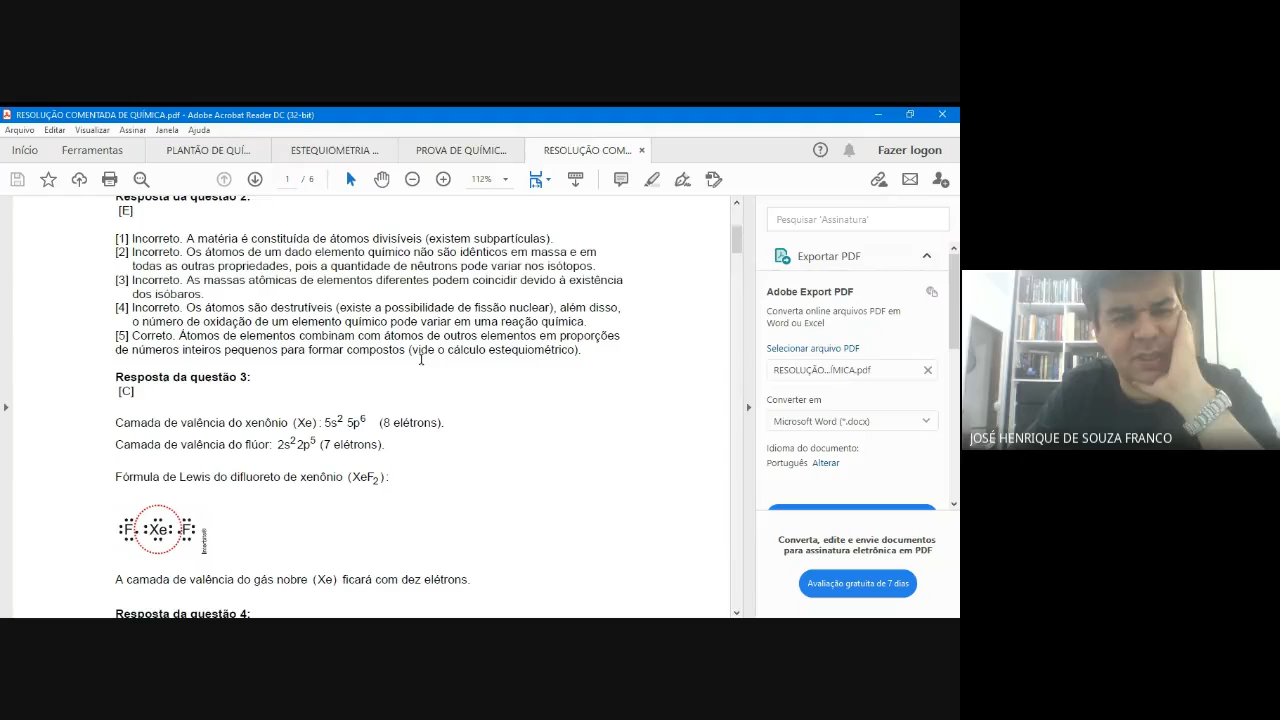 RESOLUÇÃO COMENTADA DE QUÍMICA.pdf - Adobe Acrobat Reader DC (32-bit)
Arquivo Editar Visualizar Assinar Janela Ajuda
Início Ferramentas PLANTÃO DE QUÍ... ESTEQUIOMETRIA ... PROVA DE QUÍMIC... RESOLUÇÃO COM... × Fazer logon
1 / 6 112%
Resposta da questão 2:
[E]
[1] Incorreto. A matéria é constituída de átomos divisíveis (existem subpartículas).
[2] Incorreto. Os átomos de um dado elemento químico não são idênticos em massa e em
todas as outras propriedades, pois a quantidade de nêutrons pode variar nos isótopos.
[3] Incorreto. As massas atômicas de elementos diferentes podem coincidir devido à existência
dos isóbaros.
[4] Incorreto. Os átomos são destrutíveis (existe a possibilidade de fissão nuclear), além disso,
o número de oxidação de um elemento químico pode variar em uma reação química.
[5] Correto. Átomos de elementos combinam com átomos de outros elementos em proporções
de números inteiros pequenos para formar compostos (vide o cálculo estequiométrico).
Resposta da questão 3:
[C]
Camada de valência do xenônio (Xe): 5s² 5p⁶ (8 elétrons).
Camada de valência do flúor: 2s² 2p⁵ (7 elétrons).
Fórmula de Lewis do difluoreto de xenônio (XeF₂):
F Xe F
A camada de valência do gás nobre (Xe) ficará com dez elétrons.
Resposta da questão 4:
Pesquisar 'Assinatura'
Exportar PDF
Adobe Export PDF
Converta online arquivos PDF em
Word ou Excel
Selecionar arquivo PDF
RESOLUÇÃO...ÍMICA.pdf
Converter em
Microsoft Word (*.docx)
Idioma do documento:
Português Alterar
Converta, edite e envie documentos
para assinatura eletrônica em PDF
Avaliação gratuita de 7 dias
JOSÉ HENRIQUE DE SOUZA FRANCO